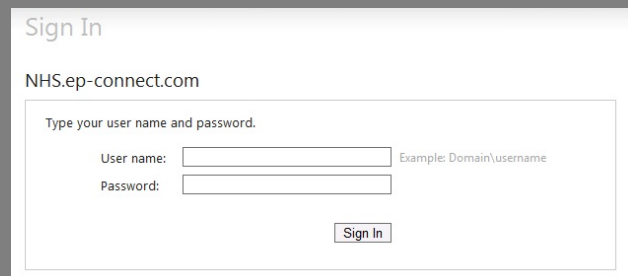 Sign In
NHS.ep-connect.com
Type your user name and password.
User name: Example: Domain\username
Password:
Sign In